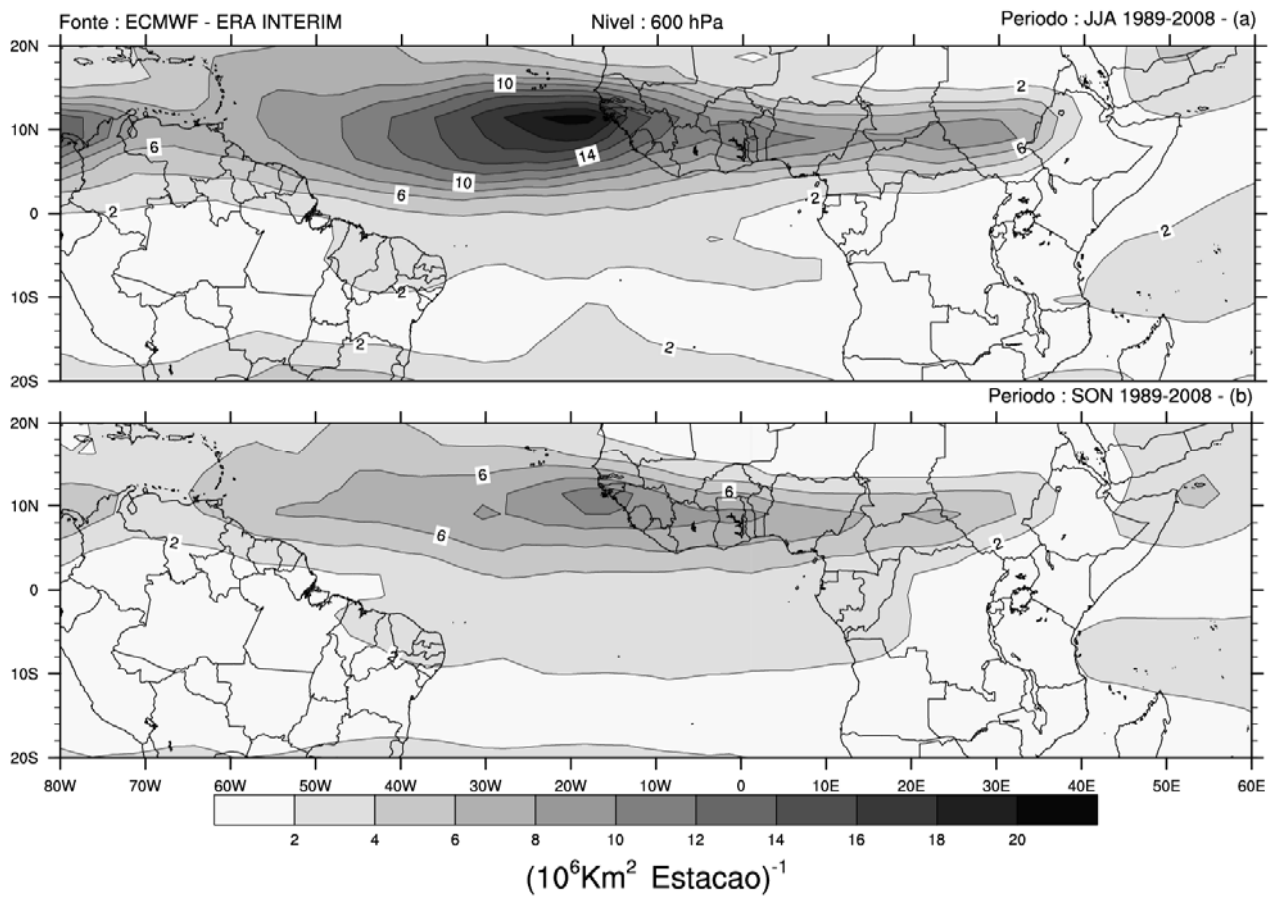 Fonte : ECMWF - ERA INTERIM Nivel : 600 hPa Periodo : JJA 1989-2008 - (a)
20N
10 2
10N
6 14 6
6 10
2 2
0
2
10S
2
2 2
20S
Periodo : SON 1989-2008 - (b)
20N
6
6
10N
6
2 2
0
2
10S
20S
80W 70W 60W 50W 40W 30W 20W 10W 0 10E 20E 30E 40E 50E 60E
2 4 6 8 10 12 14 16 18 20
(10⁶Km² Estacao)⁻¹